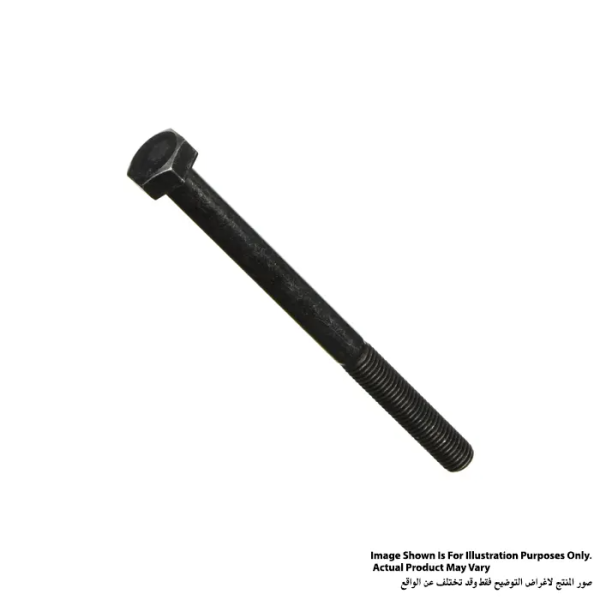 Image Shown Is For Illustration Purposes Only.
Actual Product May Vary
صور المنتج لاغراض التوضيح فقط وقد تختلف عن الواقع